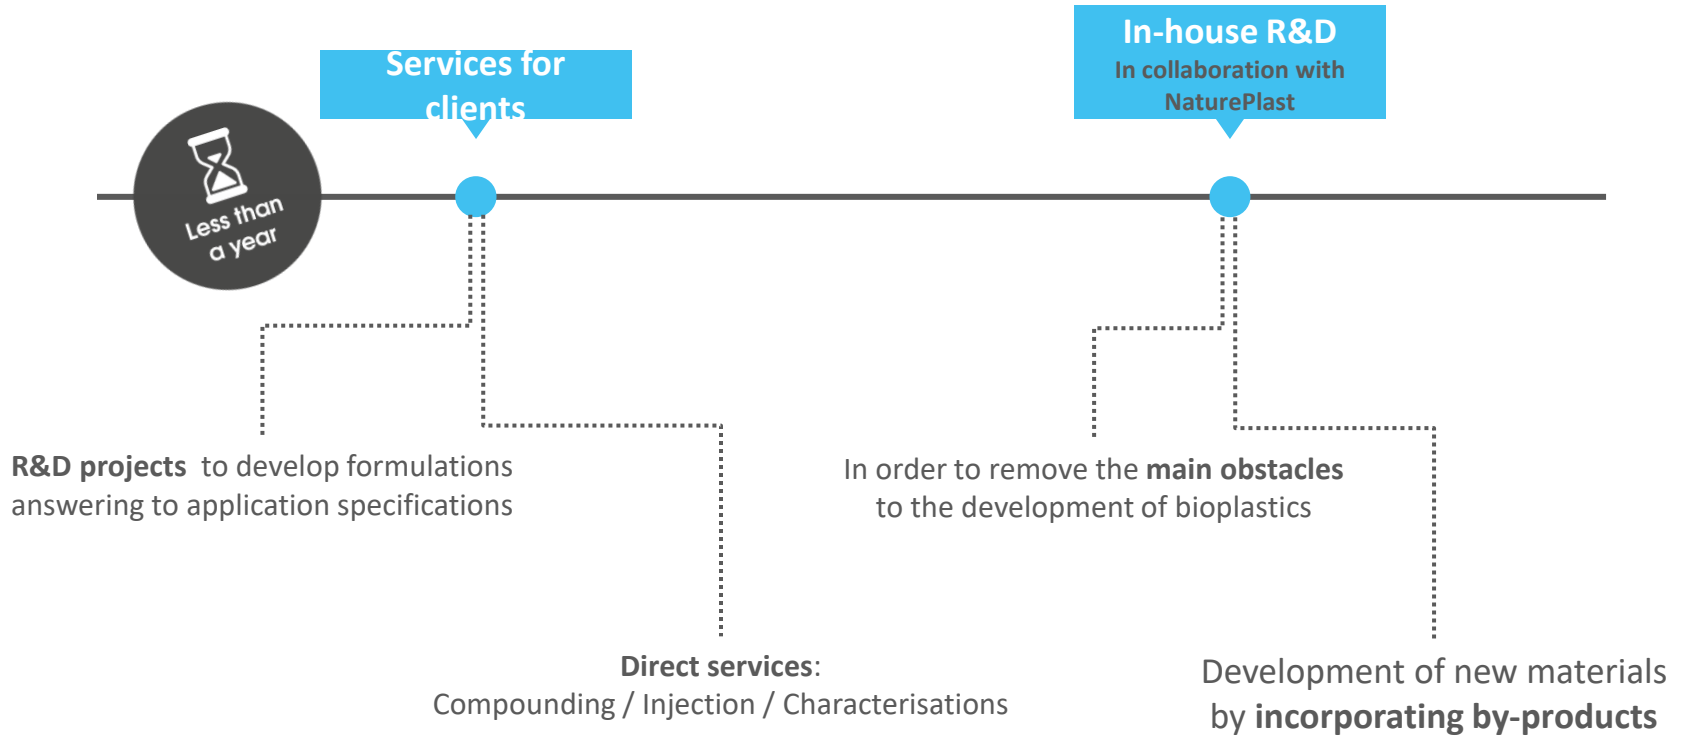 Services for
clients
In-house R&D
In collaboration with
NaturePlast
Less than
a year
R&D projects to develop formulations
answering to application specifications
In order to remove the main obstacles
to the development of bioplastics
Direct services:
Compounding / Injection / Characterisations
Development of new materials
by incorporating by-products